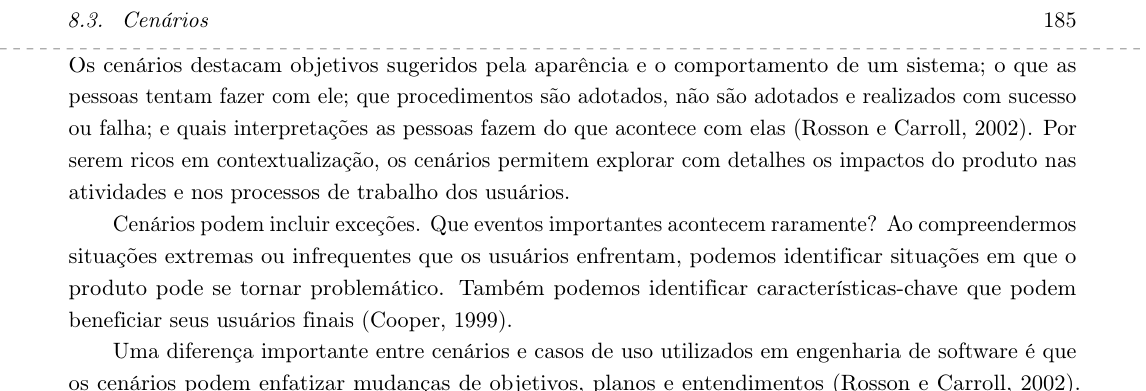 8.3. Cenários 185
Os cenários destacam objetivos sugeridos pela aparência e o comportamento de um sistema; o que as
pessoas tentam fazer com ele; que procedimentos são adotados, não são adotados e realizados com sucesso
ou falha; e quais interpretações as pessoas fazem do que acontece com elas (Rosson e Carroll, 2002). Por
serem ricos em contextualização, os cenários permitem explorar com detalhes os impactos do produto nas
atividades e nos processos de trabalho dos usuários.
Cenários podem incluir exceções. Que eventos importantes acontecem raramente? Ao compreendermos
situações extremas ou infrequentes que os usuários enfrentam, podemos identificar situações em que o
produto pode se tornar problemático. Também podemos identificar características-chave que podem
beneficiar seus usuários finais (Cooper, 1999).
Uma diferença importante entre cenários e casos de uso utilizados em engenharia de software é que
os cenários podem enfatizar mudanças de objetivos, planos e entendimentos (Rosson e Carroll, 2002).